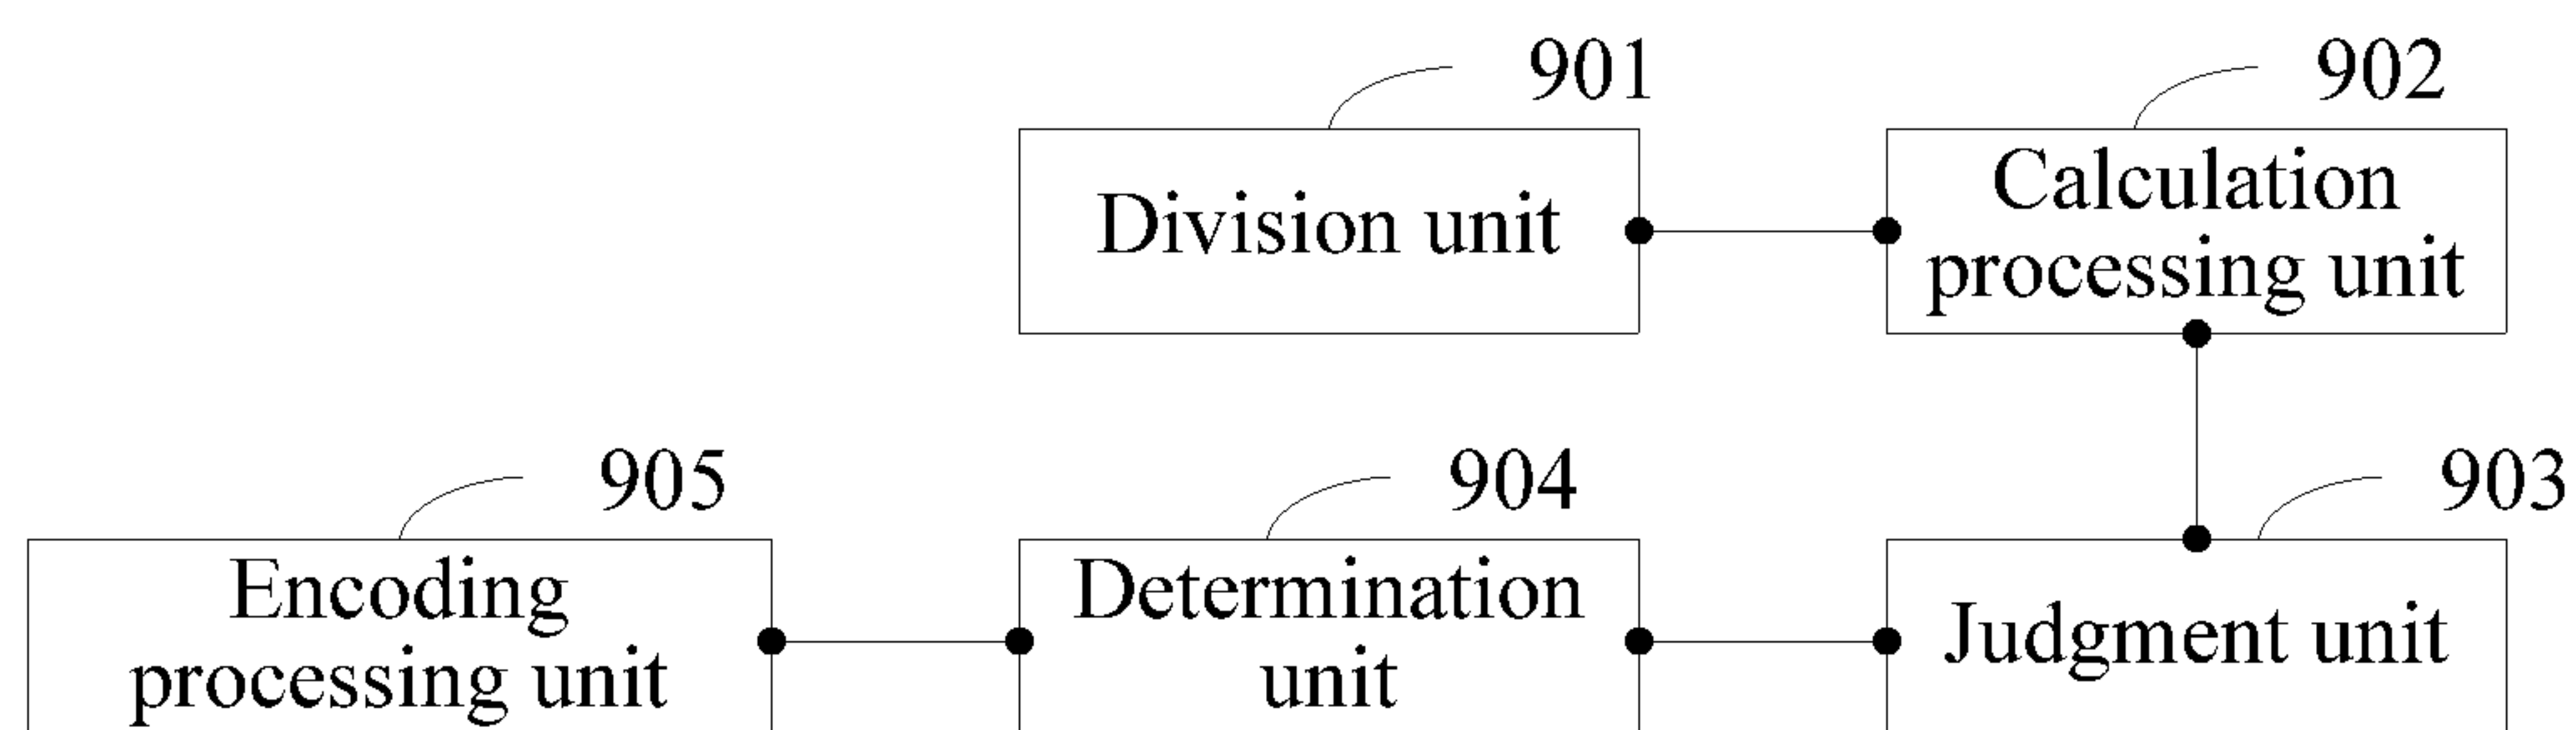 901
902
Division unit
Calculation
processing unit
905
904
903
Encoding
processing unit
Determination
unit
Judgment unit